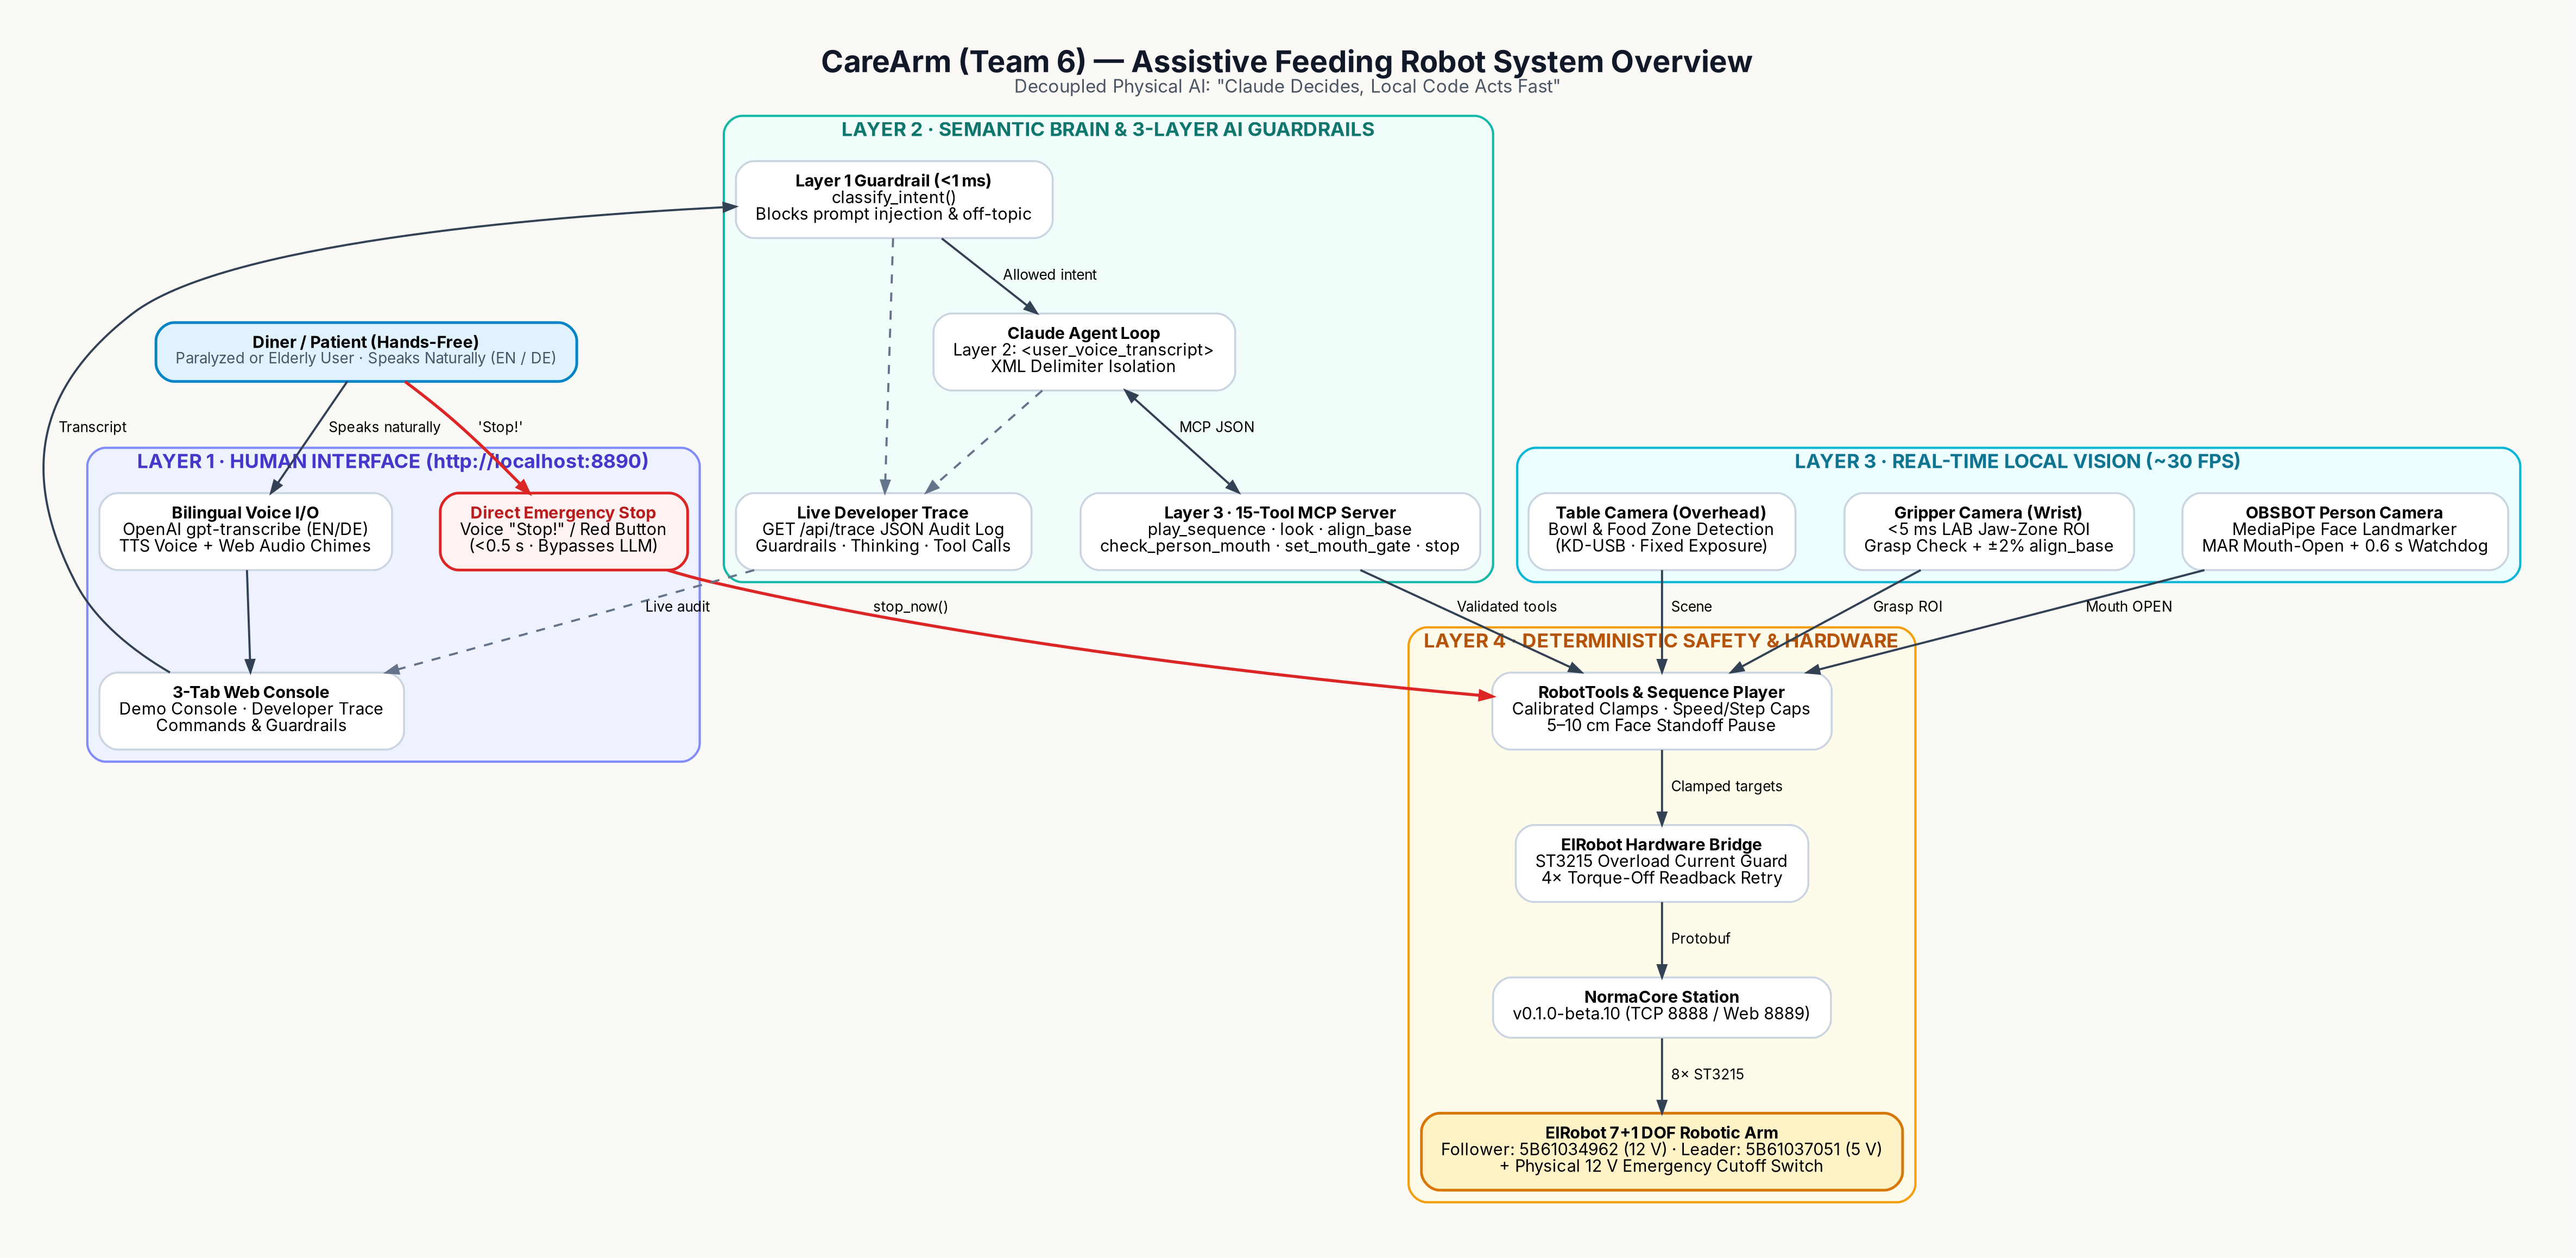 CareArm (Team 6) — Assistive Feeding Robot System Overview
Decoupled Physical AI: "Claude Decides, Local Code Acts Fast"
LAYER 2 · SEMANTIC BRAIN & 3-LAYER AI GUARDRAILS
Layer 1 Guardrail (<1 ms)
classify_intent()
Blocks prompt injection & off-topic
Allowed intent
Claude Agent Loop
Layer 2: <user_voice_transcript>
XML Delimiter Isolation
MCP JSON
Live Developer Trace
GET /api/trace JSON Audit Log
Guardrails · Thinking · Tool Calls
Layer 3 · 15-Tool MCP Server
play_sequence · look · align_base
check_person_mouth · set_mouth_gate · stop
Diner / Patient (Hands-Free)
Paralyzed or Elderly User · Speaks Naturally (EN / DE)
Transcript
Speaks naturally
'Stop!'
LAYER 1 · HUMAN INTERFACE (http://localhost:8890)
Bilingual Voice I/O
OpenAI gpt-transcribe (EN/DE)
TTS Voice + Web Audio Chimes
Direct Emergency Stop
Voice "Stop!" / Red Button
(<0.5 s · Bypasses LLM)
Live audit
stop_now()
3-Tab Web Console
Demo Console · Developer Trace
Commands & Guardrails
LAYER 3 · REAL-TIME LOCAL VISION (~30 FPS)
Table Camera (Overhead)
Bowl & Food Zone Detection
(KD-USB · Fixed Exposure)
Gripper Camera (Wrist)
<5 ms LAB Jaw-Zone ROI
Grasp Check + ±2% align_base
OBSBOT Person Camera
MediaPipe Face Landmarker
MAR Mouth-Open + 0.6 s Watchdog
Validated tools
Scene
Grasp ROI
Mouth OPEN
LAYER 4 · DETERMINISTIC SAFETY & HARDWARE
RobotTools & Sequence Player
Calibrated Clamps · Speed/Step Caps
5–10 cm Face Standoff Pause
Clamped targets
ElRobot Hardware Bridge
ST3215 Overload Current Guard
4× Torque-Off Readback Retry
Protobuf
NormaCore Station
v0.1.0-beta.10 (TCP 8888 / Web 8889)
8× ST3215
ElRobot 7+1 DOF Robotic Arm
Follower: 5B61034962 (12 V) · Leader: 5B61037051 (5 V)
+ Physical 12 V Emergency Cutoff Switch